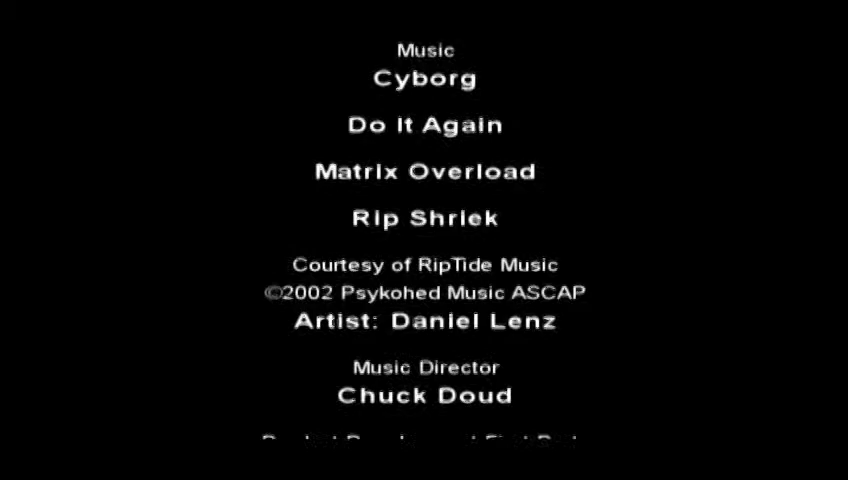 Music
Cyborg
Do It Again
Matrix Overload
Rip Shriek
Courtesy of RipTide Music
©2002 Psykohed Music ASCAP
Artist: Daniel Lenz
Music Director
Chuck Doud